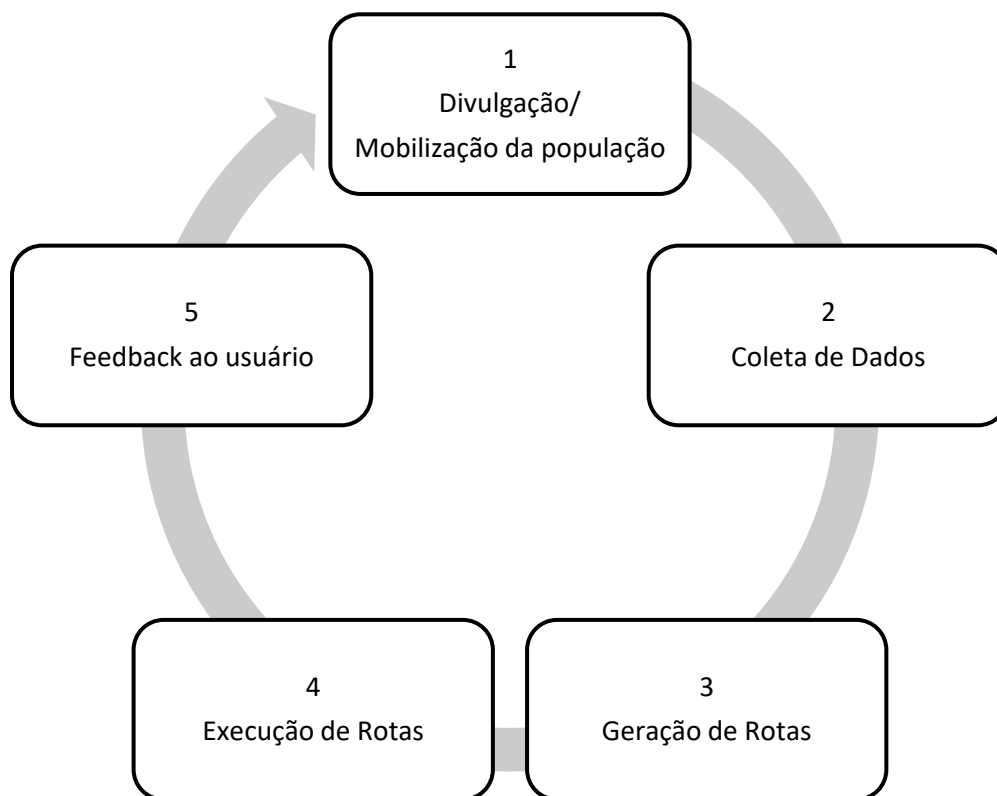 1
Divulgação/
Mobilização da população
2
Coleta de Dados
3
Geração de Rotas
4
Execução de Rotas
5
Feedback ao usuário